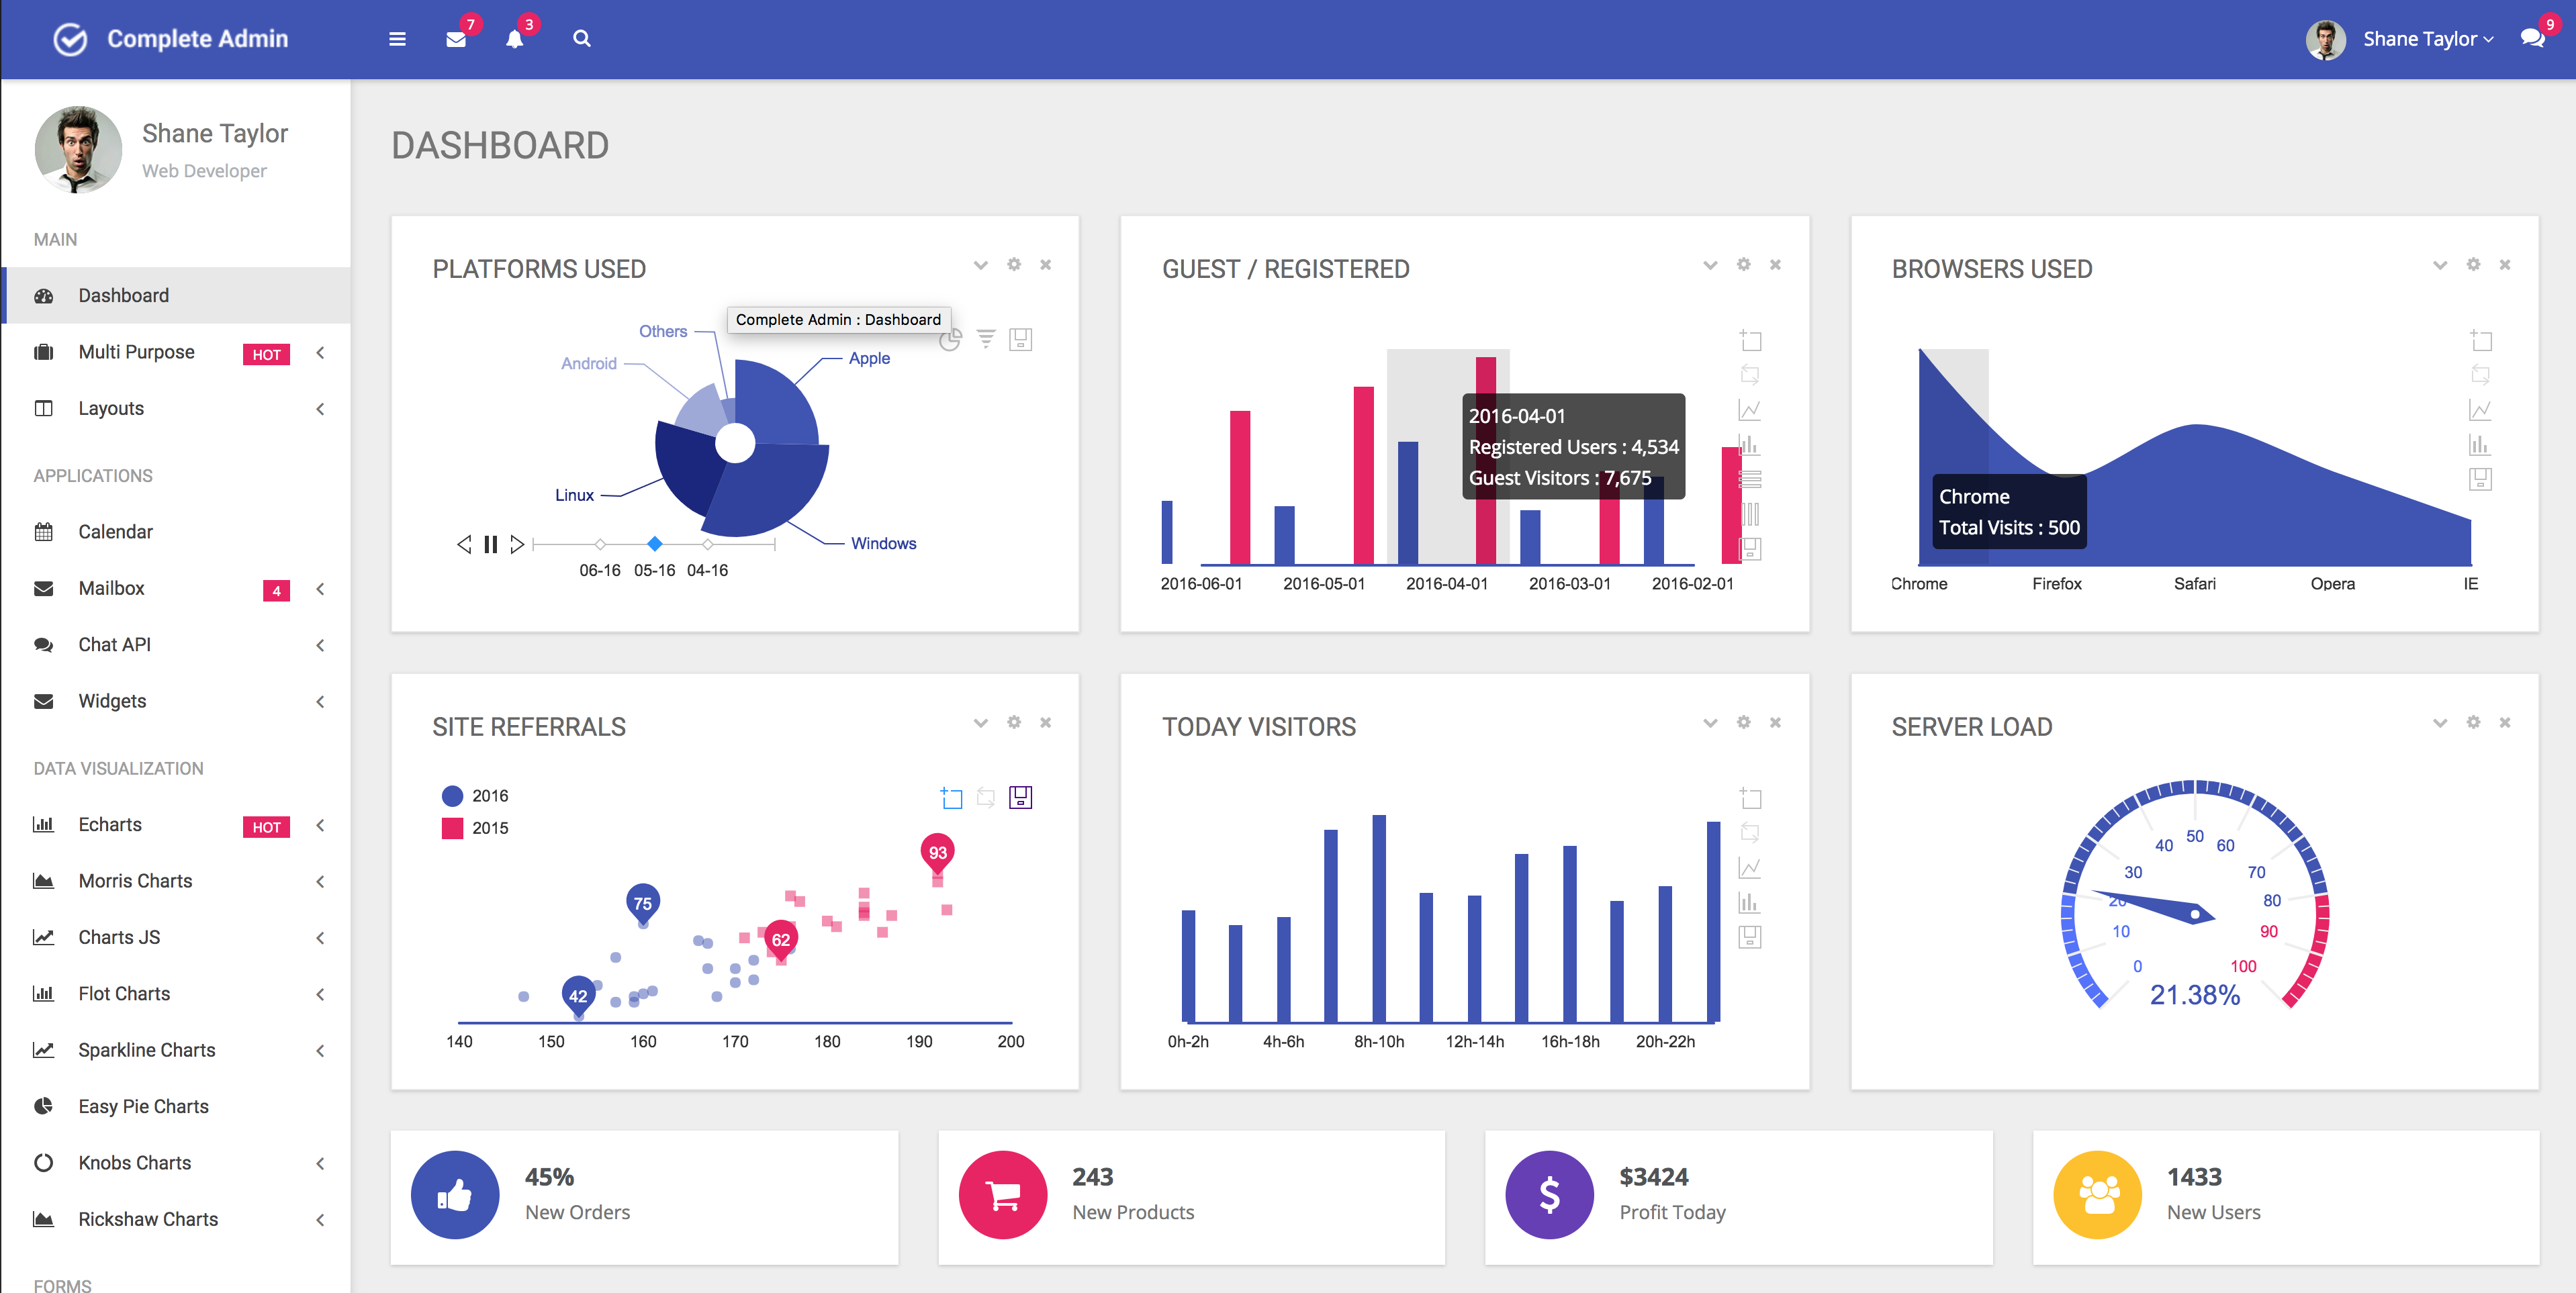 Complete Admin
7
3
Shane Taylor
9
Shane Taylor
Web Developer
MAIN
Dashboard
Multi Purpose HOT
Layouts
APPLICATIONS
Calendar
Mailbox 4
Chat API
Widgets
DATA VISUALIZATION
Echarts HOT
Morris Charts
Charts JS
Flot Charts
Sparkline Charts
Easy Pie Charts
Knobs Charts
Rickshaw Charts
FORMS
DASHBOARD
PLATFORMS USED
Complete Admin : Dashboard
Others
Apple
Android
Linux
Windows
06-16 05-16 04-16
GUEST / REGISTERED
2016-04-01
Registered Users : 4,534
Guest Visitors : 7,675
2016-06-01 2016-05-01 2016-04-01 2016-03-01 2016-02-01
BROWSERS USED
Chrome
Total Visits : 500
Chrome Firefox Safari Opera IE
SITE REFERRALS
2016
2015
93
75
62
42
140 150 160 170 180 190 200
TODAY VISITORS
0h-2h 4h-6h 8h-10h 12h-14h 16h-18h 20h-22h
SERVER LOAD
50
40 60
30 70
20 80
10 90
0 100
21.38%
45%
New Orders
243
New Products
$3424
Profit Today
1433
New Users